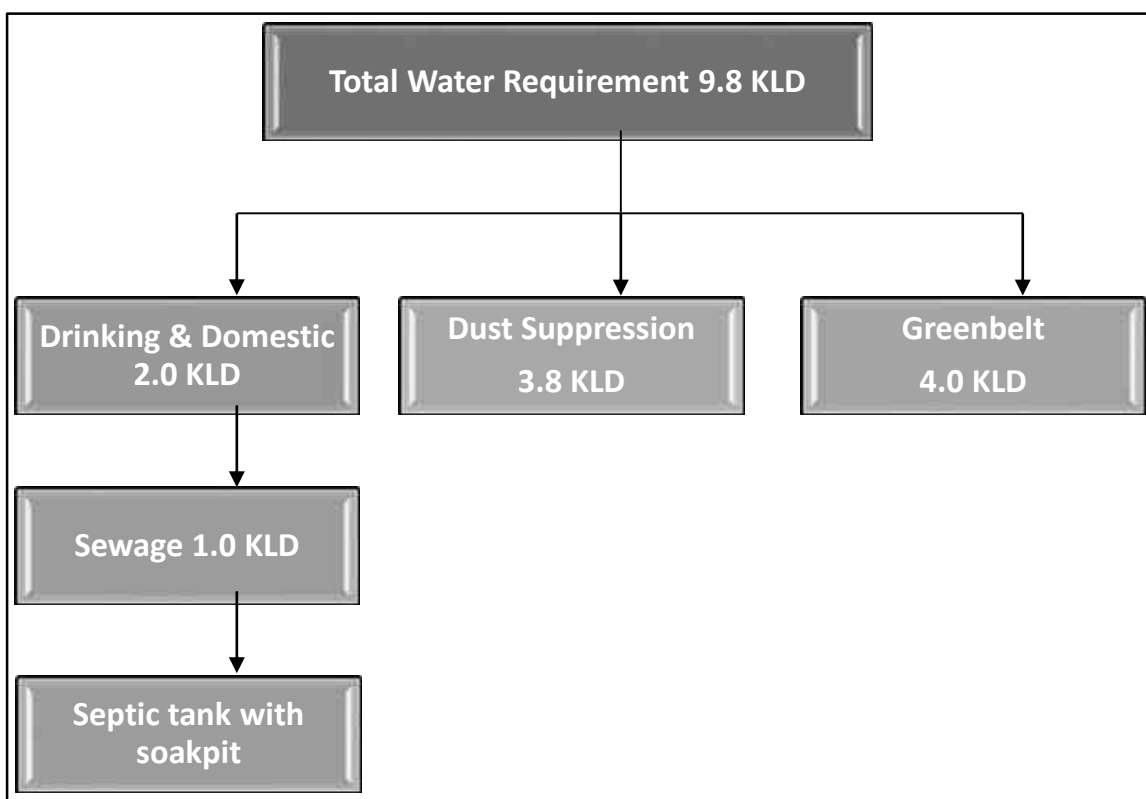 Total Water Requirement 9.8 KLD
Drinking & Domestic
2.0 KLD
Dust Suppression
3.8 KLD
Greenbelt
4.0 KLD
Sewage 1.0 KLD
Septic tank with
soakpit